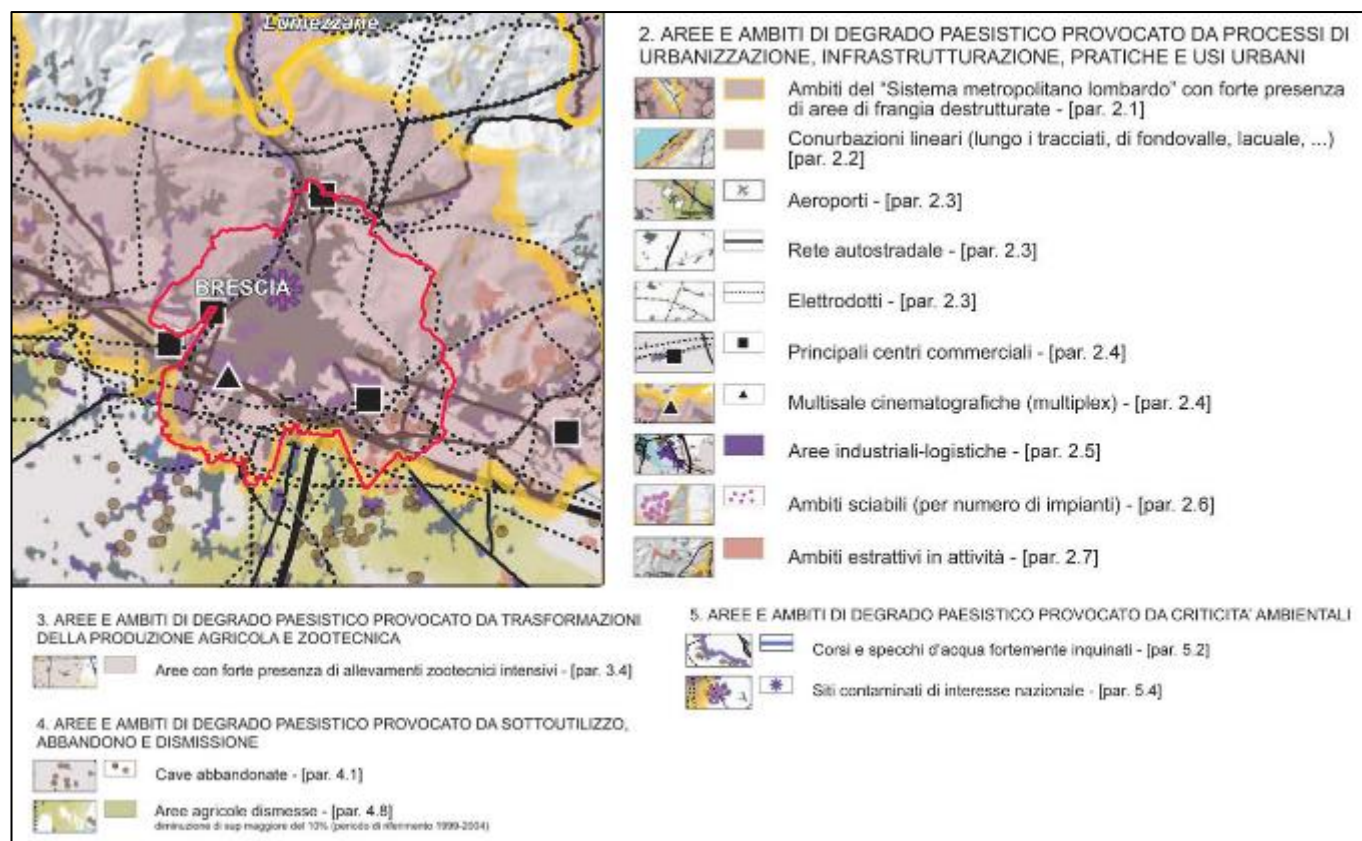 Lumezzane
BRESCIA
2. AREE E AMBITI DI DEGRADO PAESISTICO PROVOCATO DA PROCESSI DI
URBANIZZAZIONE, INFRASTRUTTURAZIONE, PRATICHE E USI URBANI
Ambiti del "Sistema metropolitano lombardo" con forte presenza
di aree di frangia destrutturate - [par. 2.1]
Conurbazioni lineari (lungo i tracciati, di fondovalle, lacuale, ...)
[par. 2.2]
Aeroporti - [par. 2.3]
Rete autostradale - [par. 2.3]
Elettrodotti - [par. 2.3]
Principali centri commerciali - [par. 2.4]
Multisale cinematografiche (multiplex) - [par. 2.4]
Aree industriali-logistiche - [par. 2.5]
Ambiti sciabili (per numero di impianti) - [par. 2.6]
Ambiti estrattivi in attività - [par. 2.7]
3. AREE E AMBITI DI DEGRADO PAESISTICO PROVOCATO DA TRASFORMAZIONI
DELLA PRODUZIONE AGRICOLA E ZOOTECNICA
Aree con forte presenza di allevamenti zootecnici intensivi - [par. 3.4]
4. AREE E AMBITI DI DEGRADO PAESISTICO PROVOCATO DA SOTTOUTILIZZO,
ABBANDONO E DISMISSIONE
Cave abbandonate - [par. 4.1]
Aree agricole dismesse - [par. 4.8]
diminuzione di sup maggiore del 10% (periodo di riferimento 1999-2004)
5. AREE E AMBITI DI DEGRADO PAESISTICO PROVOCATO DA CRITICITA' AMBIENTALI
Corsi e specchi d'acqua fortemente inquinati - [par. 5.2]
Siti contaminati di interesse nazionale - [par. 5.4]